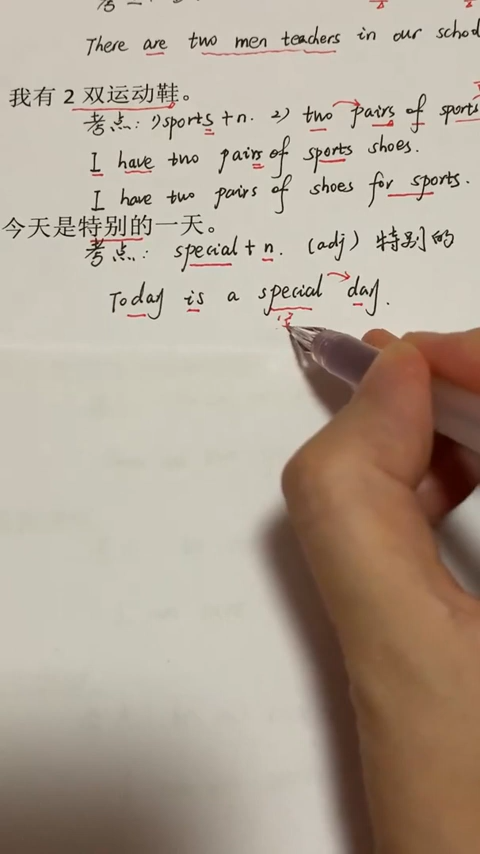 考
There are two men teachers in our school
我有2双运动鞋。
考点：1）sports+n. 2）two pairs of sports
I have two pairs of sports shoes.
I have two pairs of shoes for sports.
今天是特别的一天。
考点：special+n.（adj）特别的
Today is a special day.